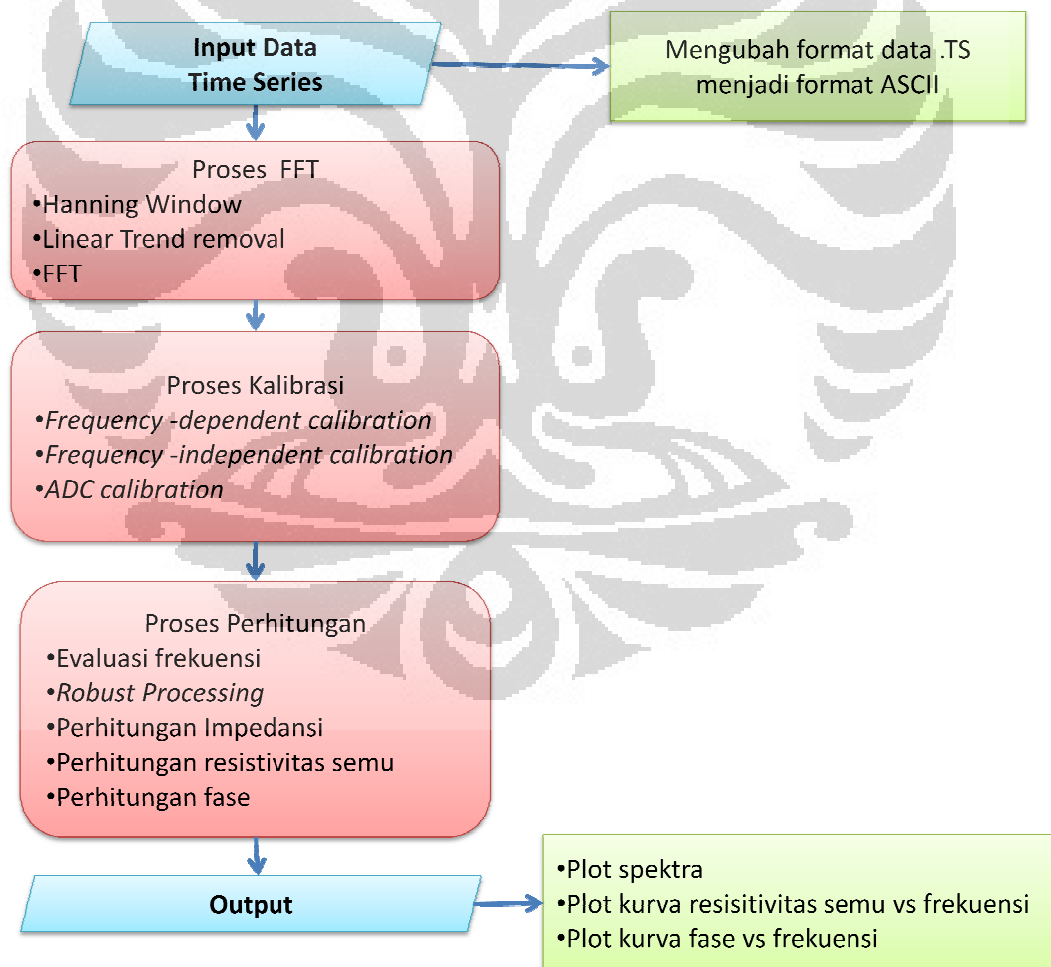 Input Data
Time Series
Mengubah format data .TS
menjadi format ASCII
Proses FFT
•Hanning Window
•Linear Trend removal
•FFT
Proses Kalibrasi
•Frequency -dependent calibration
•Frequency -independent calibration
•ADC calibration
Proses Perhitungan
•Evaluasi frekuensi
•Robust Processing
•Perhitungan Impedansi
•Perhitungan resistivitas semu
•Perhitungan fase
Output
•Plot spektra
•Plot kurva resisitivitas semu vs frekuensi
•Plot kurva fase vs frekuensi